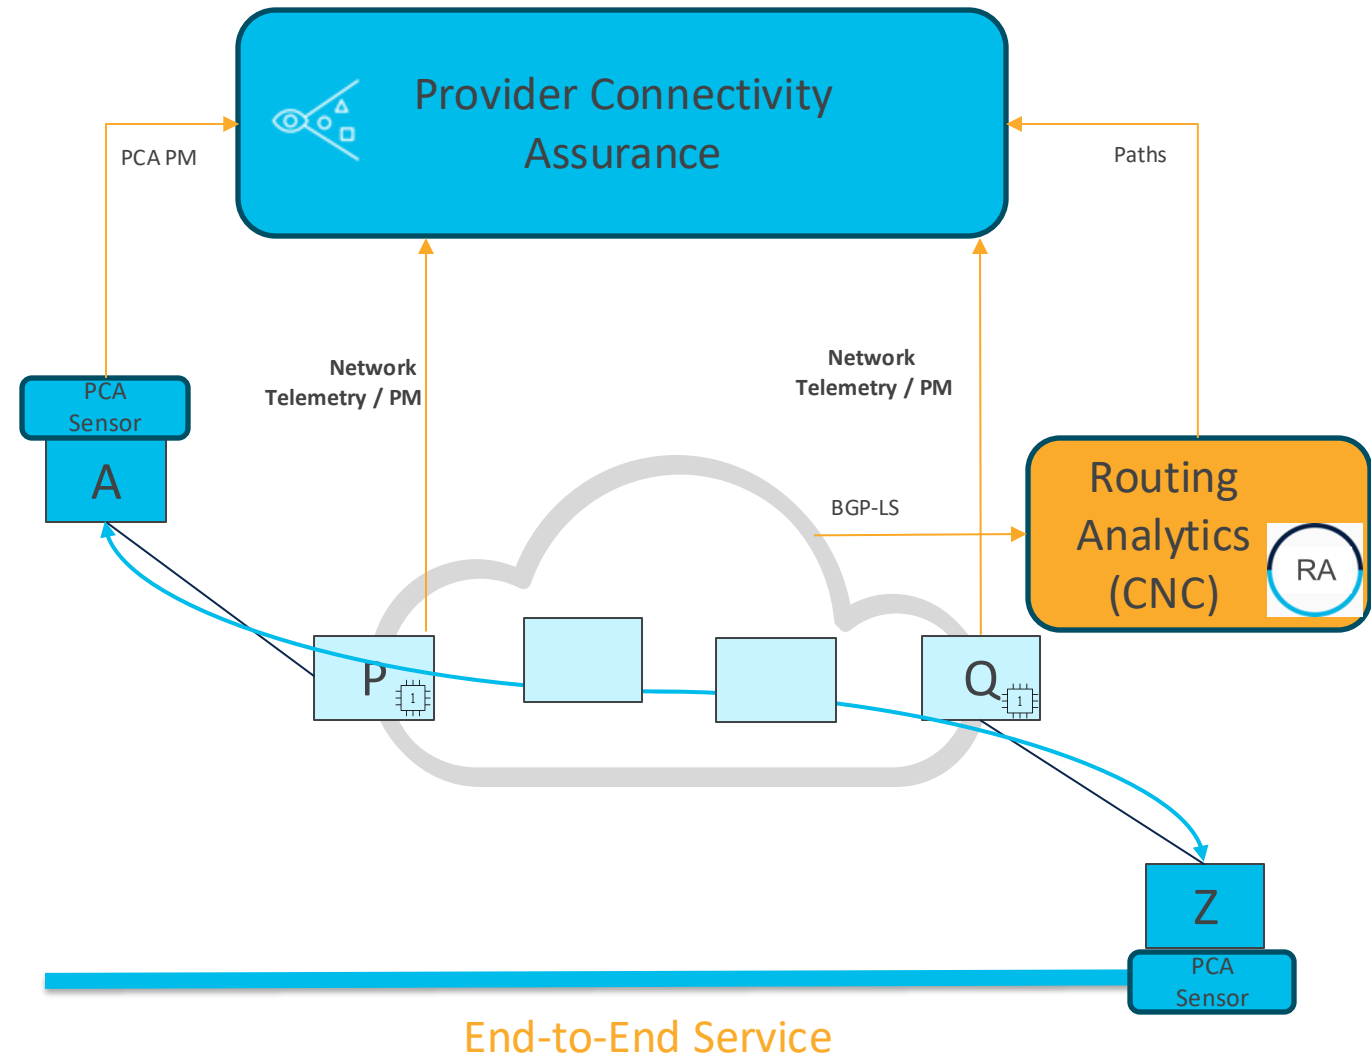 Provider Connectivity
Assurance
PCA PM
Paths
Network
Telemetry / PM
Network
Telemetry / PM
PCA
Sensor
A
BGP-LS
Routing
Analytics
(CNC)
RA
P
1
Q
1
Z
PCA
Sensor
End-to-End Service